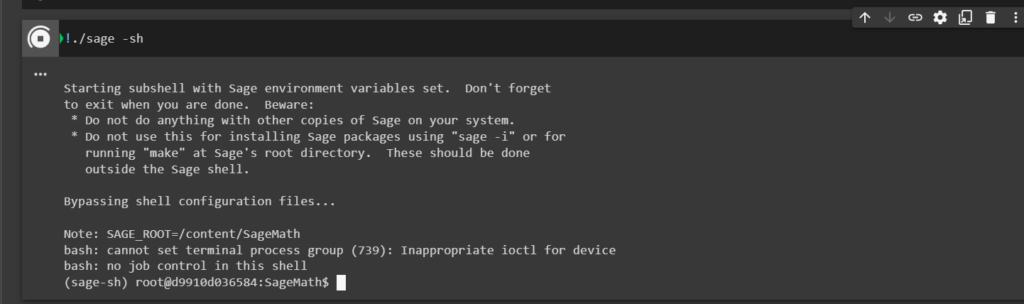 !./sage -sh
...
Starting subshell with Sage environment variables set.  Don't forget
to exit when you are done.  Beware:
 * Do not do anything with other copies of Sage on your system.
 * Do not use this for installing Sage packages using "sage -i" or for
   running "make" at Sage's root directory.  These should be done
   outside the Sage shell.

Bypassing shell configuration files...

Note: SAGE_ROOT=/content/SageMath
bash: cannot set terminal process group (739): Inappropriate ioctl for device
bash: no job control in this shell
(sage-sh) root@d9910d036584:SageMath$